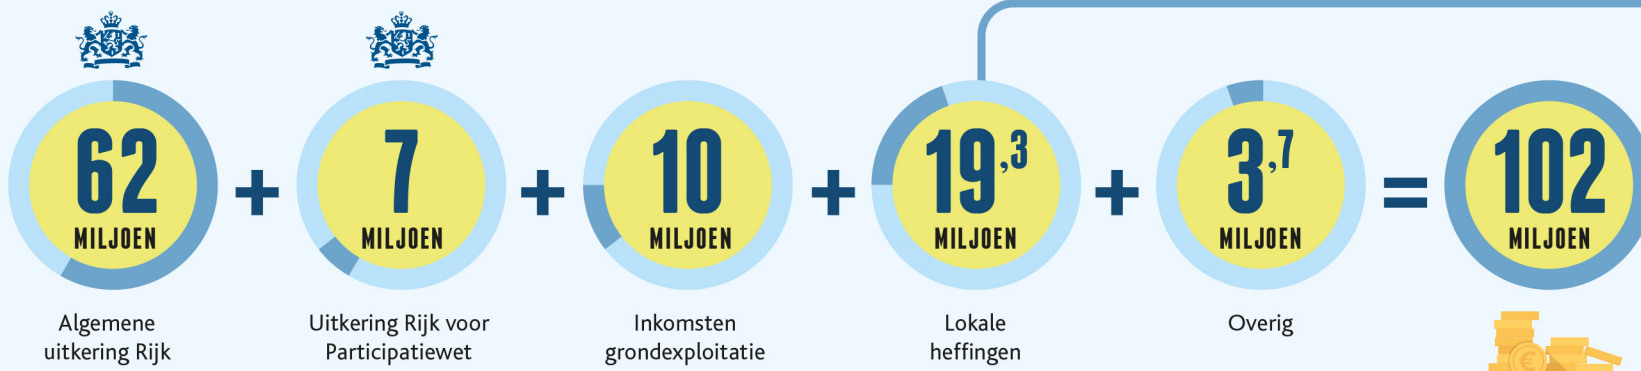 62
MILJOEN
Algemene
uitkering Rijk
+
7
MILJOEN
Uitkering Rijk voor
Participatiewet
+
10
MILJOEN
Inkomsten
grondexploitatie
+
19,3
MILJOEN
Lokale
heffingen
+
3,7
MILJOEN
Overig
=
102
MILJOEN
€